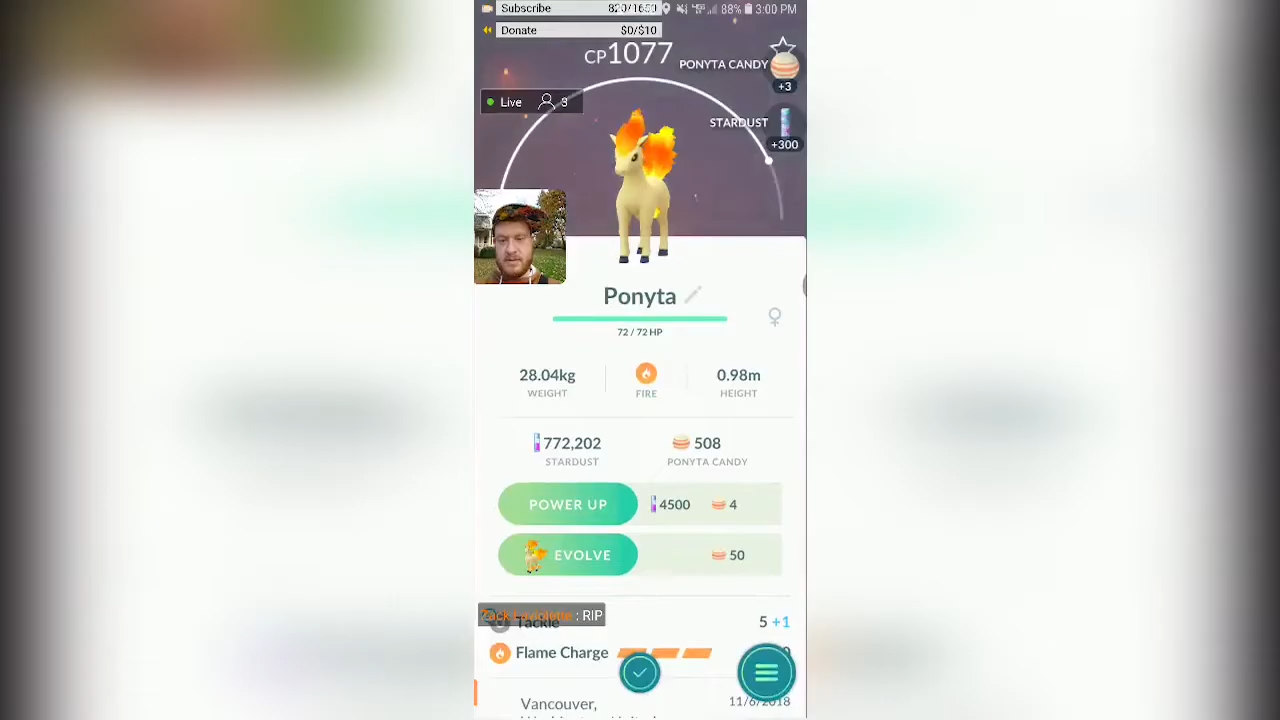 Subscribe 820/1650
88% 3:00 PM
Donate $0/$10
CP1077
PONYTA CANDY
+3
Live 3
STARDUST
+300
Ponyta
72 / 72 HP
28.04kg
WEIGHT
FIRE
0.98m
HEIGHT
772,202
STARDUST
508
PONYTA CANDY
POWER UP 4500 4
EVOLVE 50
: RIP
Tackle 5 +1
Flame Charge
Vancouver,
11/6/2018